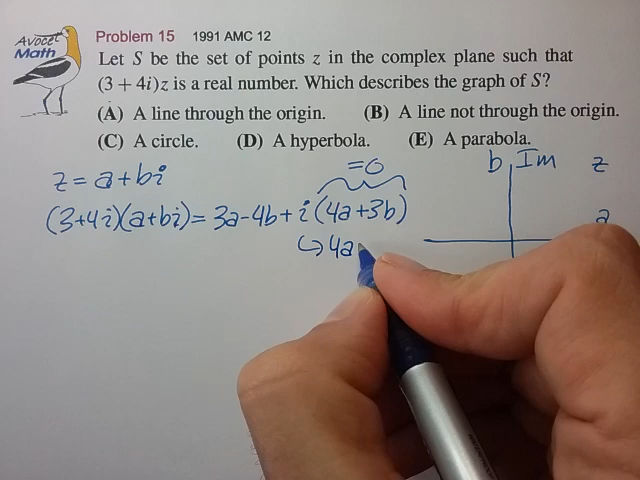 Avocet
Math
Problem 15 1991 AMC 12
Let S be the set of points z in the complex plane such that
(3 + 4i)z is a real number. Which describes the graph of S?
(A) A line through the origin. (B) A line not through the origin.
(C) A circle. (D) A hyperbola. (E) A parabola.
=0
b Im z
z = a + bi
(3+4i)(a+bi) = 3a-4b+i(4a+3b)
a
↳ 4a